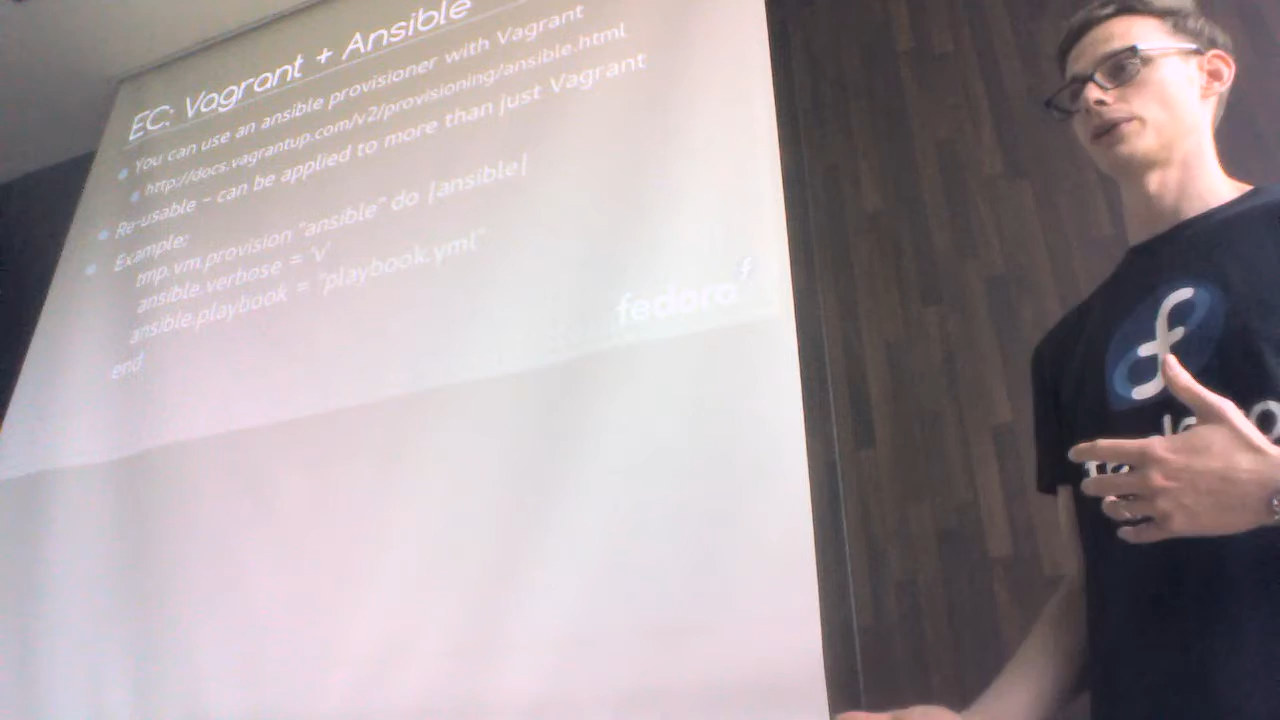 EC: Vagrant + Ansible
You can use an ansible provisioner with Vagrant
http://docs.vagrantup.com/v2/provisioning/ansible.html
Re-usable – can be applied to more than just Vagrant
Example:
tmp.vm.provision "ansible" do |ansible|
ansible.verbose = 'v'
ansible.playbook = "playbook.yml"
end
fedora